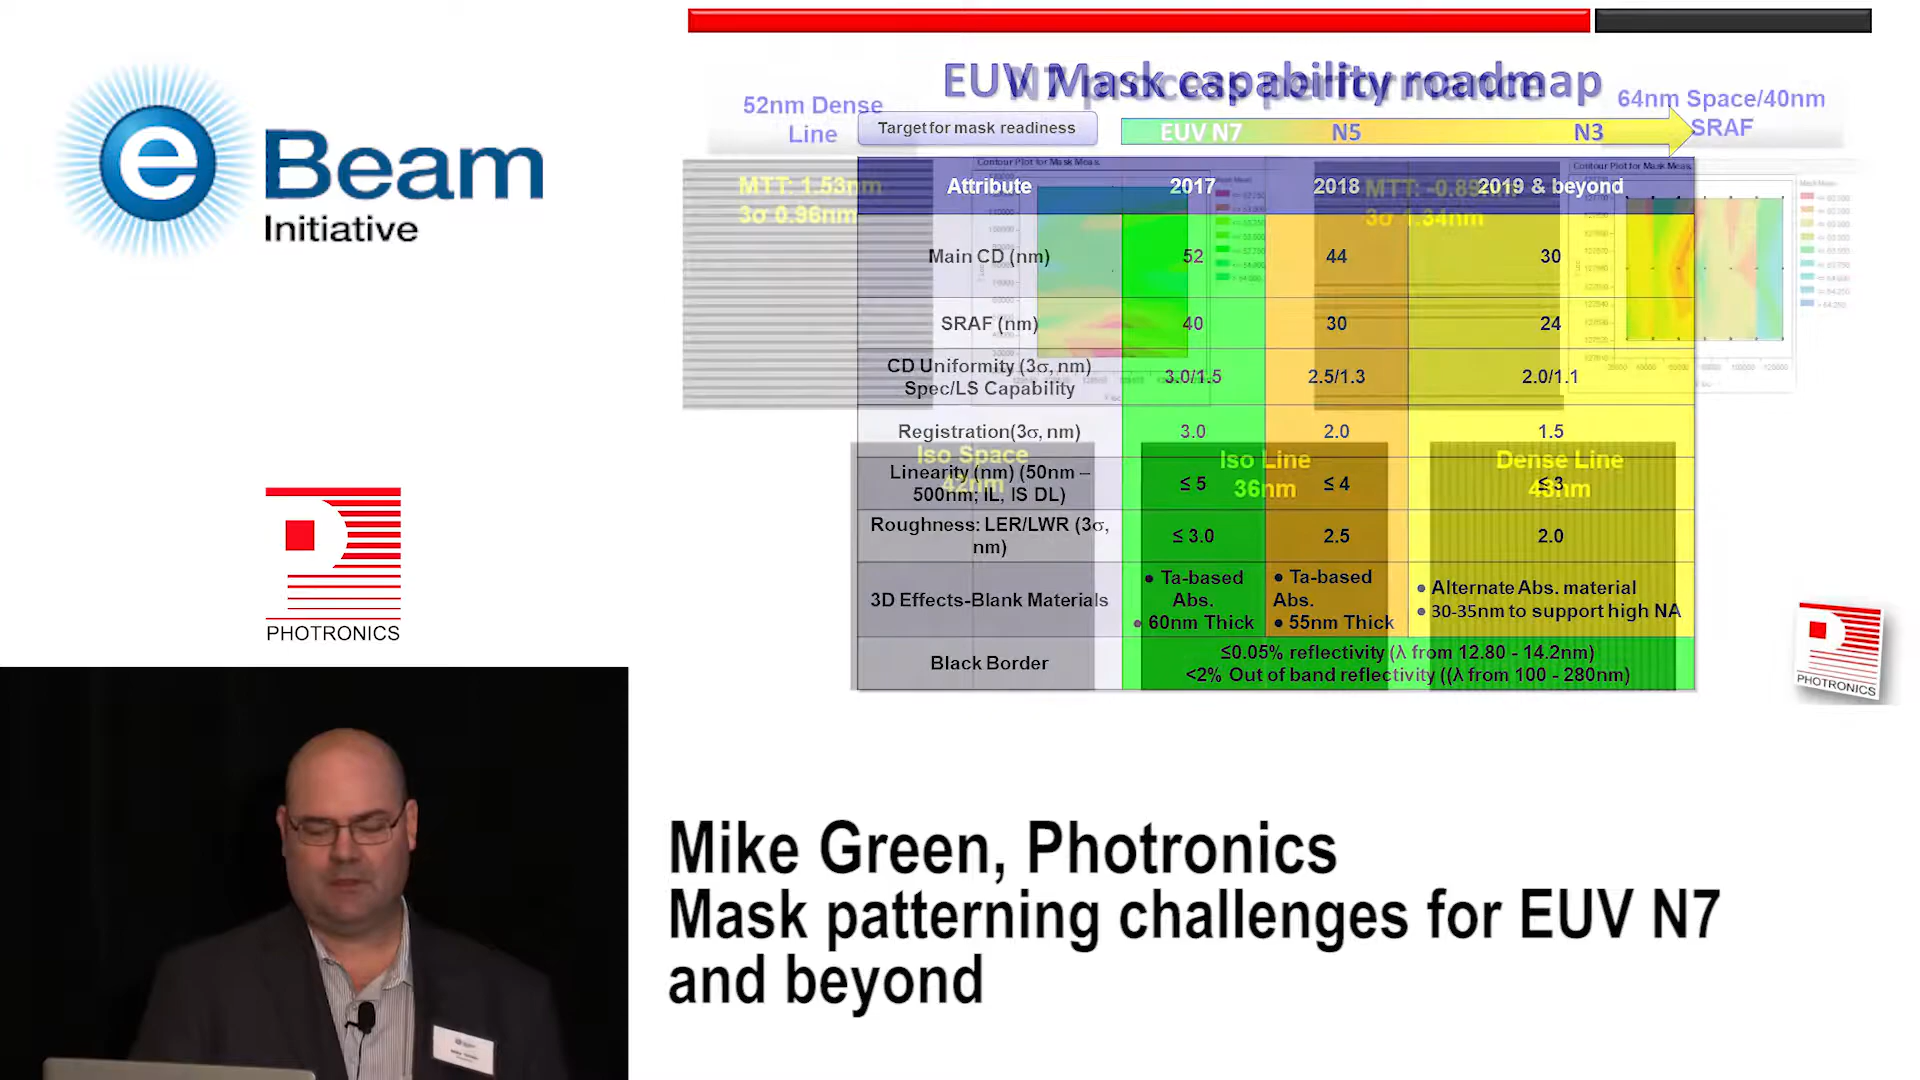 e Beam
Initiative
PHOTRONICS
EUV Mask capability roadmap
N7 process performance
52nm Dense
Line
64nm Space/40nm
SRAF
Target for mask readiness
EUV N7
N5
N3
Contour Plot for Mask Meas.
Contour Plot for Mask Meas.
MTT: 1.53nm
3σ 0.96nm
MTT: -0.89nm
3σ 1.34nm
Attribute 2017 2018 2019 & beyond
Main CD (nm) 52 44 30
SRAF (nm) 40 30 24
CD Uniformity (3σ, nm)
Spec/LS Capability 3.0/1.5 2.5/1.3 2.0/1.1
Registration(3σ, nm) 3.0 2.0 1.5
Iso Space
42nm
Iso Line
36nm
Dense Line
Linearity (nm) (50nm –
500nm; IL, IS DL) ≤ 5 ≤ 4 ≤ 3
Roughness: LER/LWR (3σ,
nm) ≤ 3.0 2.5 2.0
3D Effects-Blank Materials
• Ta-based
Abs.
• 60nm Thick
• Ta-based
Abs.
• 55nm Thick
• Alternate Abs. material
• 30-35nm to support high NA
Black Border
≤0.05% reflectivity (λ from 12.80 - 14.2nm)
<2% Out of band reflectivity ((λ from 100 - 280nm)
PHOTRONICS
Mike Green, Photronics
Mask patterning challenges for EUV N7
and beyond